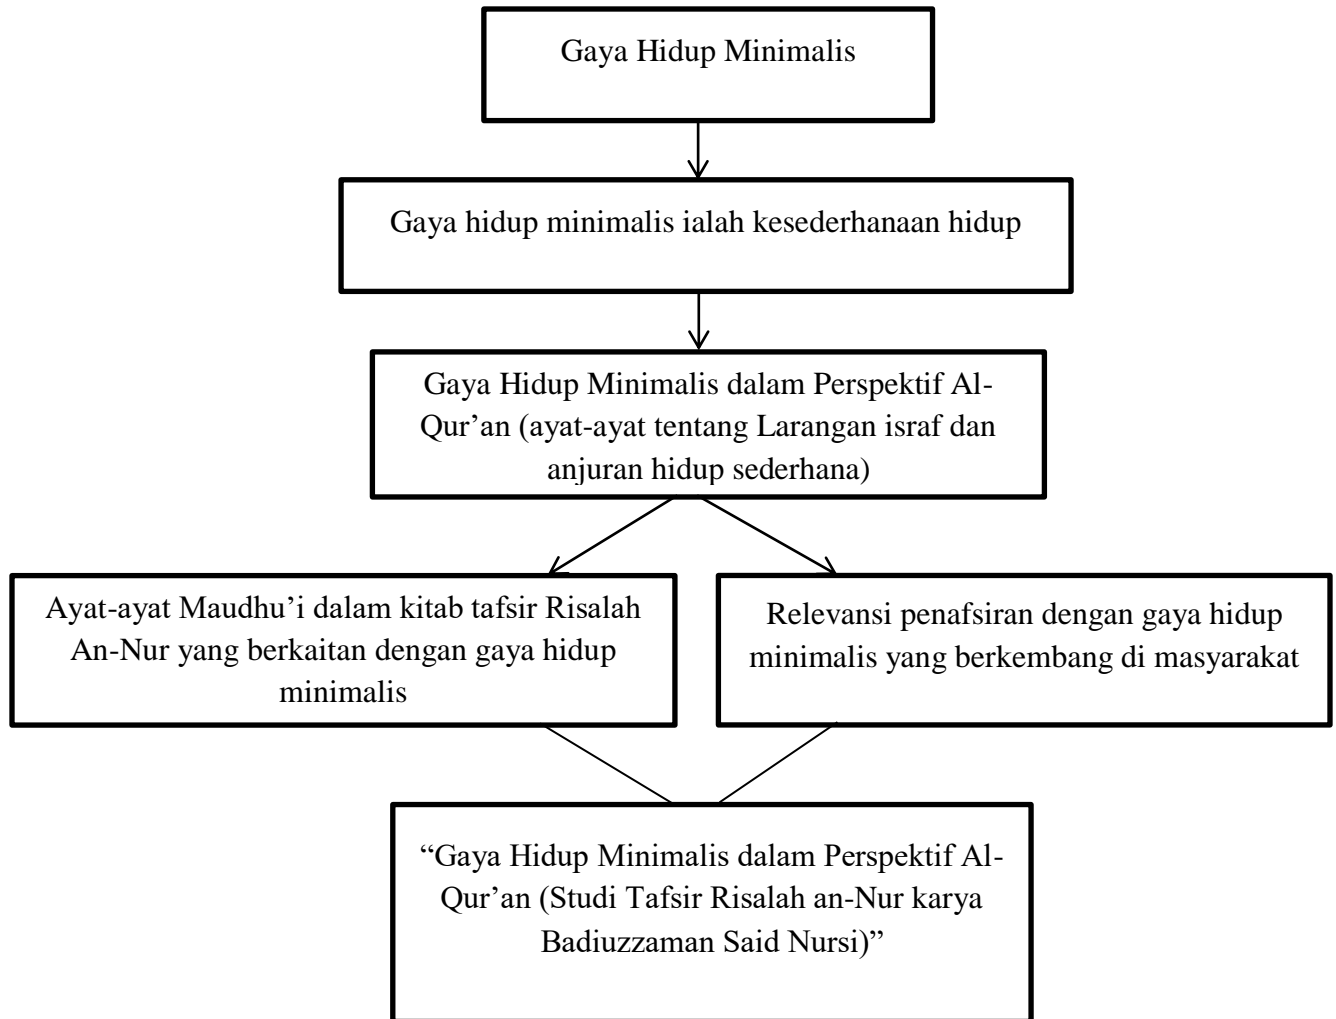 Gaya Hidup Minimalis
Gaya hidup minimalis ialah kesederhanaan hidup
Gaya Hidup Minimalis dalam Perspektif Al-
Qur’an (ayat-ayat tentang Larangan israf dan
anjuran hidup sederhana)
Ayat-ayat Maudhu’i dalam kitab tafsir Risalah
An-Nur yang berkaitan dengan gaya hidup
minimalis
Relevansi penafsiran dengan gaya hidup
minimalis yang berkembang di masyarakat
“Gaya Hidup Minimalis dalam Perspektif Al-
Qur’an (Studi Tafsir Risalah an-Nur karya
Badiuzzaman Said Nursi)”